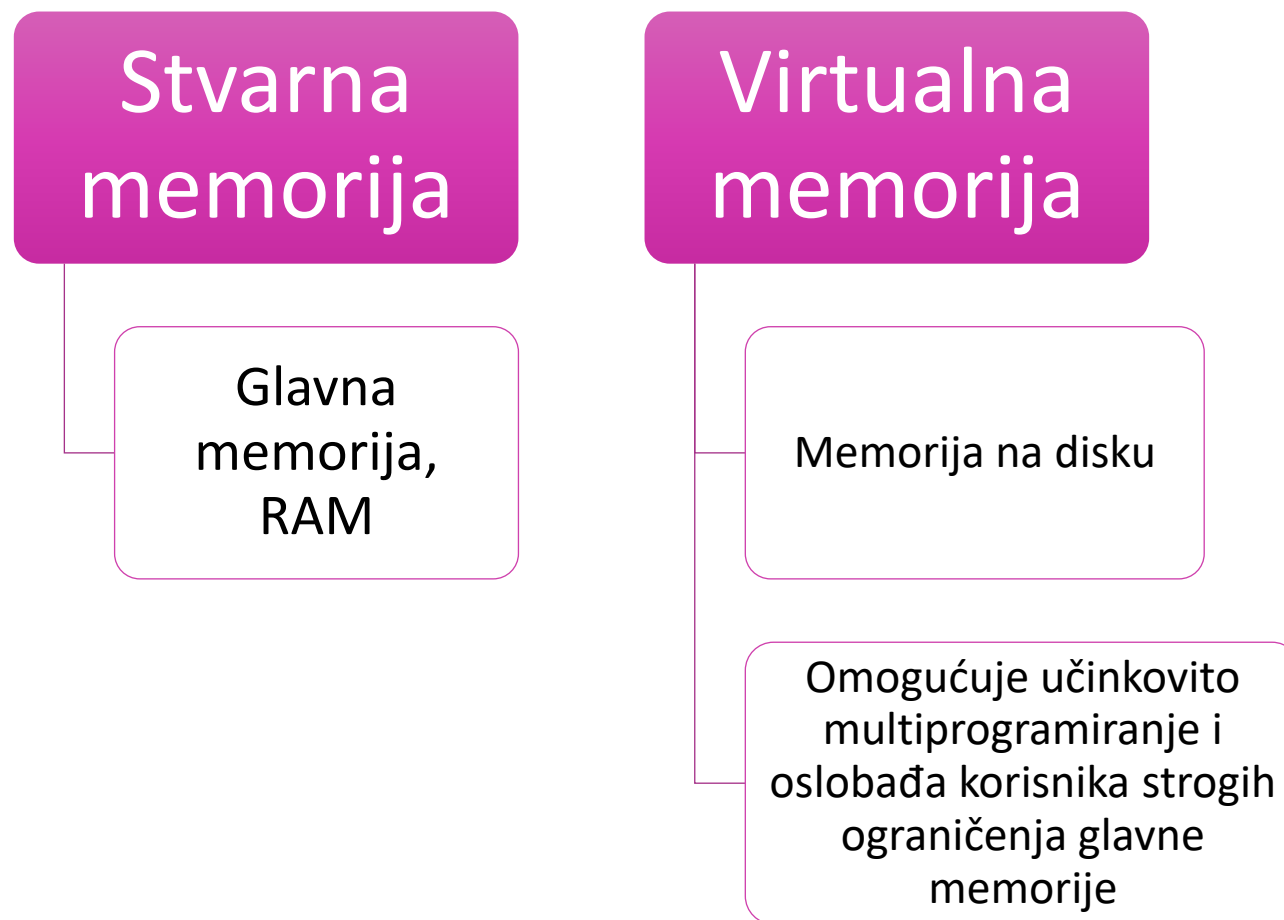 Stvarna
memorija
Glavna
memorija,
RAM
Virtualna
memorija
Memorija na disku
Omogućuje učinkovito
multiprogramiranje i
oslobađa korisnika strogih
ograničenja glavne
memorije